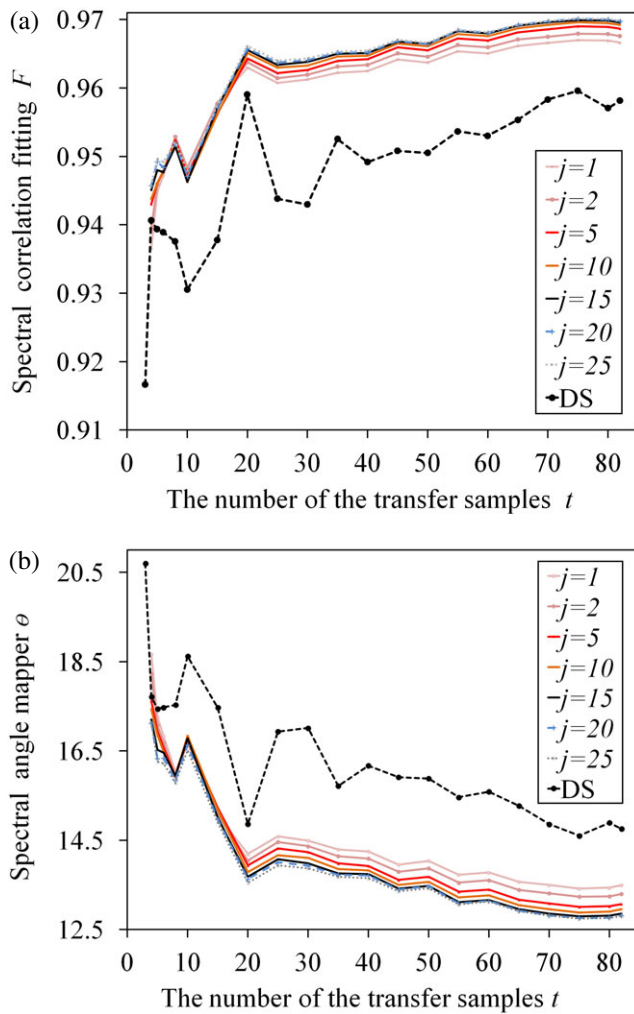 (a)
0.97
0.96
0.95
0.94
0.93
0.92
0.91
Spectral correlation fitting F
j=1
j=2
j=5
j=10
j=15
j=20
j=25
DS
0 10 20 30 40 50 60 70 80
The number of the transfer samples t
(b)
20.5
18.5
16.5
14.5
12.5
Spectral angle mapper θ
j=1
j=2
j=5
j=10
j=15
j=20
j=25
DS
0 10 20 30 40 50 60 70 80
The number of the transfer samples t